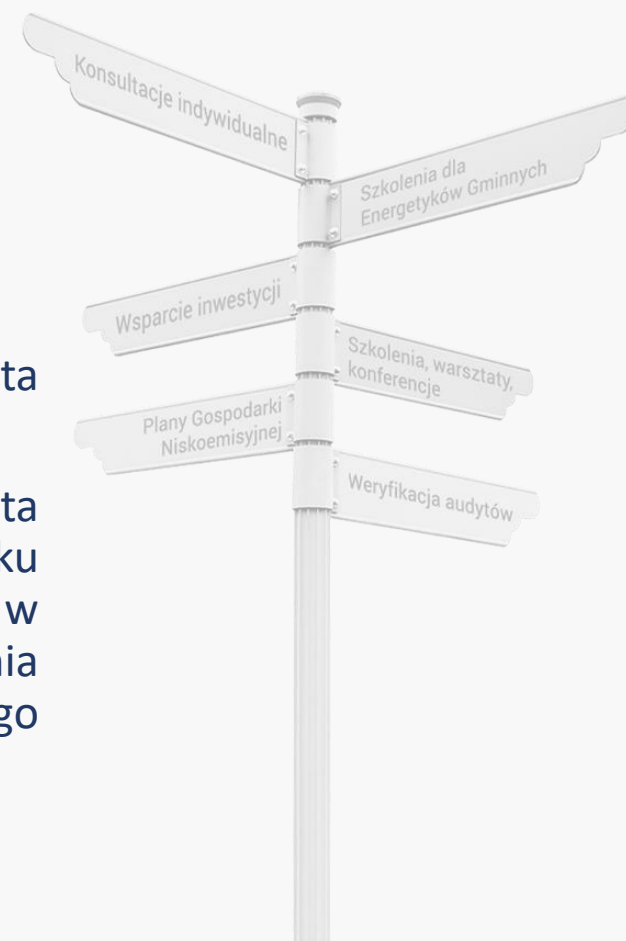 Konsultacje indywidualne
Szkolenia dla
Energetyków Gminnych
Wsparcie inwestycji
Szkolenia, warsztaty,
konferencje
Plany Gospodarki
Niskoemisyjnej
Weryfikacja audytów
ta
ta
ku
w
nia
go